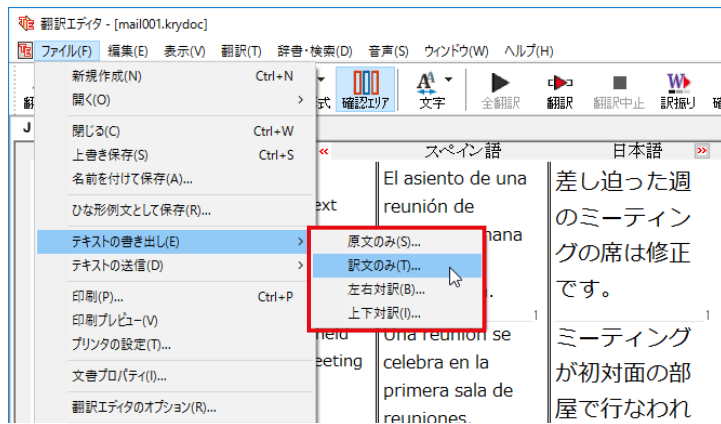 翻訳エディタ - [mail001.krydoc]
ファイル(F) 編集(E) 表示(V) 翻訳(T) 辞書・検索(D) 音声(S) ウィンドウ(W) ヘルプ(H)
新規作成(N) Ctrl+N
開く(O) >
閉じる(C) Ctrl+W
上書き保存(S) Ctrl+S
名前を付けて保存(A)...
ひな形例文として保存(R)...
テキストの書き出し(E) >
テキストの送信(D) >
印刷(P)... Ctrl+P
印刷プレビュー(V)
プリンタの設定(T)...
文書プロパティ(I)...
翻訳エディタのオプション(R)...
原文のみ(S)...
訳文のみ(T)...
左右対訳(B)...
上下対訳(I)...
確認エリア 文字 全翻訳 翻訳 翻訳中止 訳振り
J
« スペイン語 日本語 »
El asiento de una
reunión de
差し迫った週
のミーティン
グの席は修正
です。
1 1
Una reunión se
celebra en la
primera sala de
reuniones.
ミーティング
が初対面の部
屋で行なわれ